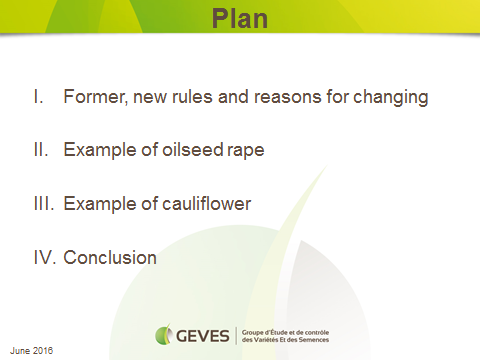 Plan
I. Former, new rules and reasons for changing
II. Example of oilseed rape
III. Example of cauliflower
IV. Conclusion
GEVES
Groupe d'Étude et de contrôle
des Variétés Et des Semences
June 2016